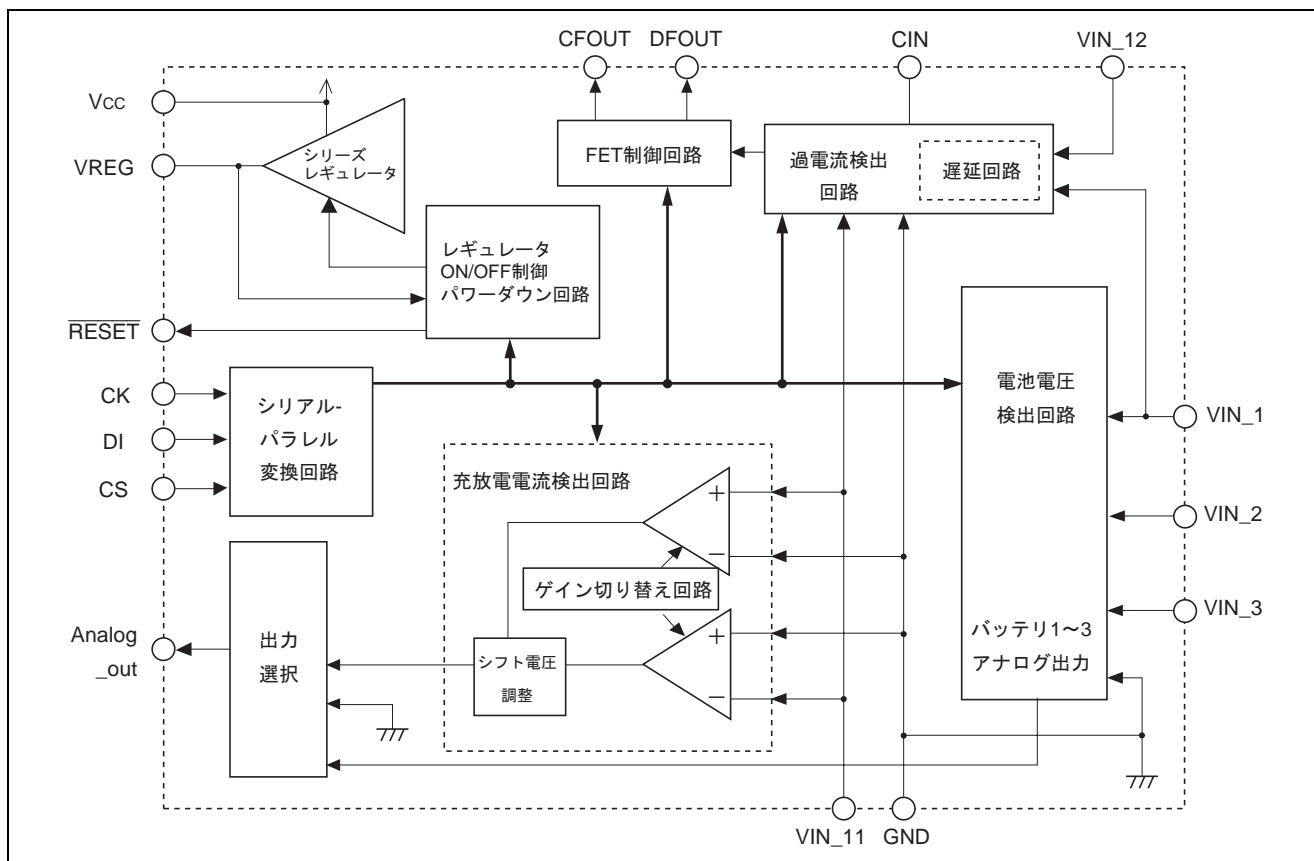 CFOUT DFOUT CIN VIN_12
Vcc
VREG
シリーズ
レギュレータ
FET制御回路
過電流検出
回路
遅延回路
レギュレータ
ON/OFF制御
パワーダウン回路
RESET
CK
DI
CS
シリアル-
パラレル
変換回路
電池電圧
検出回路
VIN_1
VIN_2
VIN_3
充放電電流検出回路
+
−
ゲイン切り替え回路
+
−
シフト電圧
調整
Analog
_out
出力
選択
バッテリ1~3
アナログ出力
VIN_11 GND